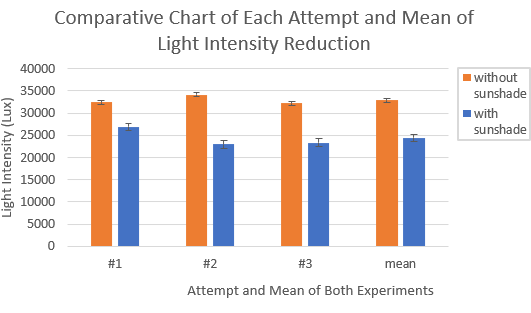 Comparative Chart of Each Attempt and Mean of
Light Intensity Reduction
Light Intensity (Lux)
40000
35000
30000
25000
20000
15000
10000
5000
0
#1
#2
#3
mean
Attempt and Mean of Both Experiments
without
sunshade
with
sunshade